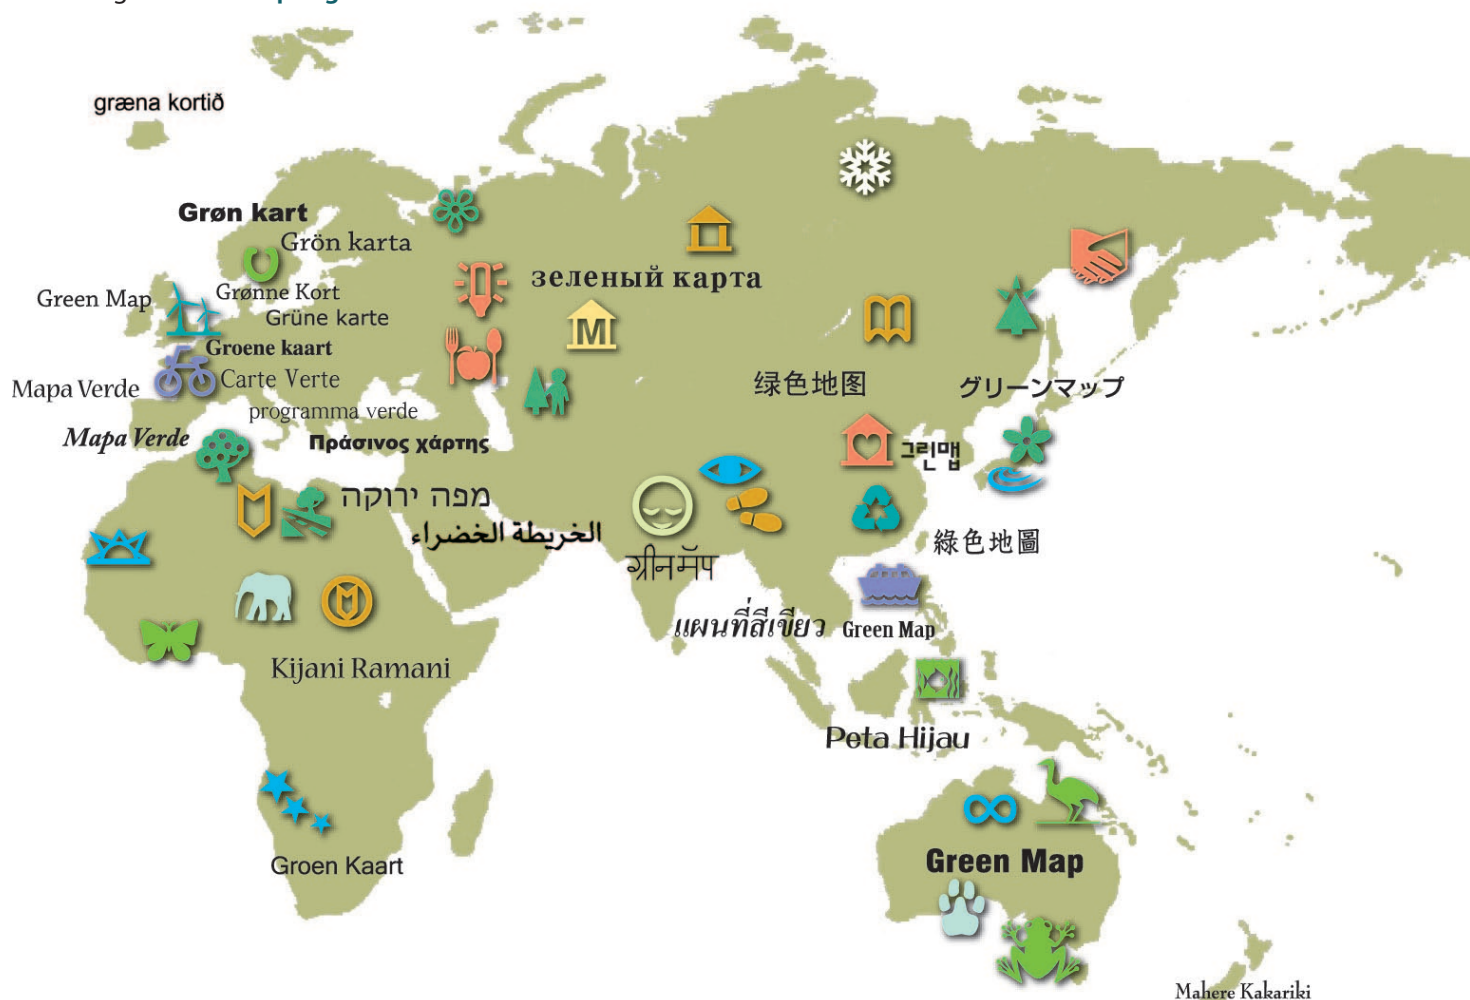 græna kortið
Grøn kart
Grön karta
Green Map
Grønne Kort
Grüne karte
Groene kaart
Mapa Verde
Carte Verte
programma verde
Mapa Verde
Πράσινος χάρτης
зеленый карта
M
绿色地图
グリーンマップ
그린맵
מפה ירוקה
الخريطة الخضراء
綠色地圖
ग्रीन मॅप
แผนที่สีเขียว
Green Map
Kijani Ramani
Peta Hijau
Groen Kaart
Green Map
Mahere Kakariki